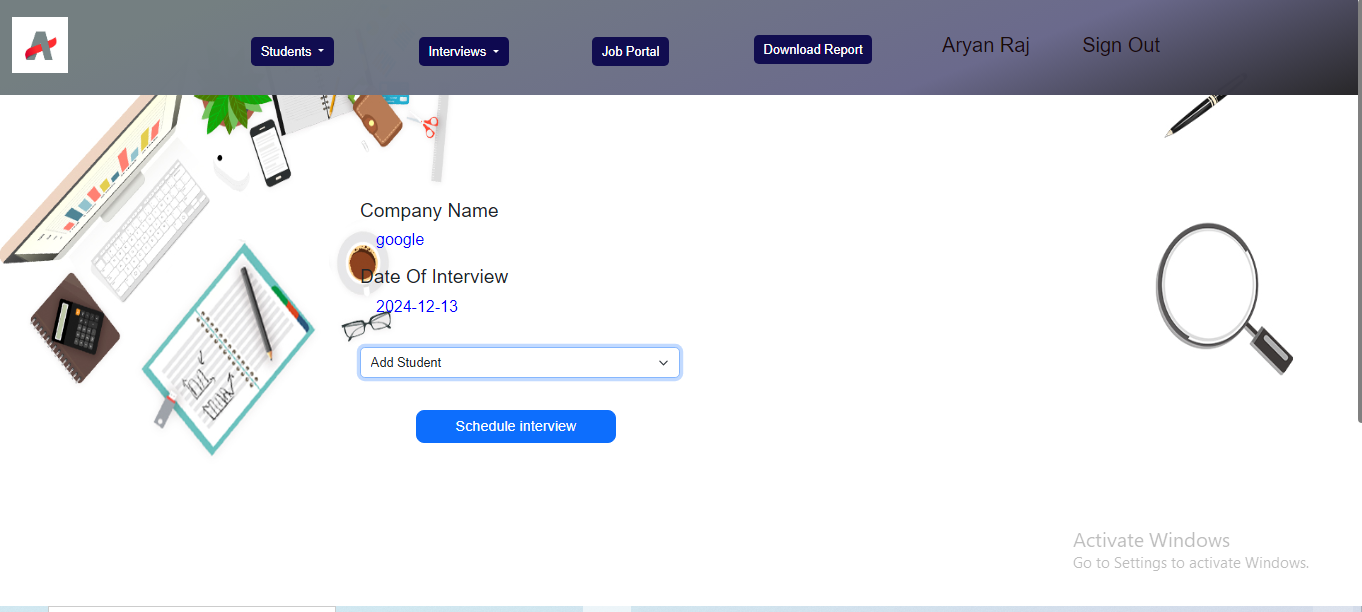 Students
Interviews
Job Portal
Download Report
Aryan Raj
Sign Out
Company Name
google
Date Of Interview
2024-12-13
Add Student
Schedule interview
Activate Windows
Go to Settings to activate Windows.